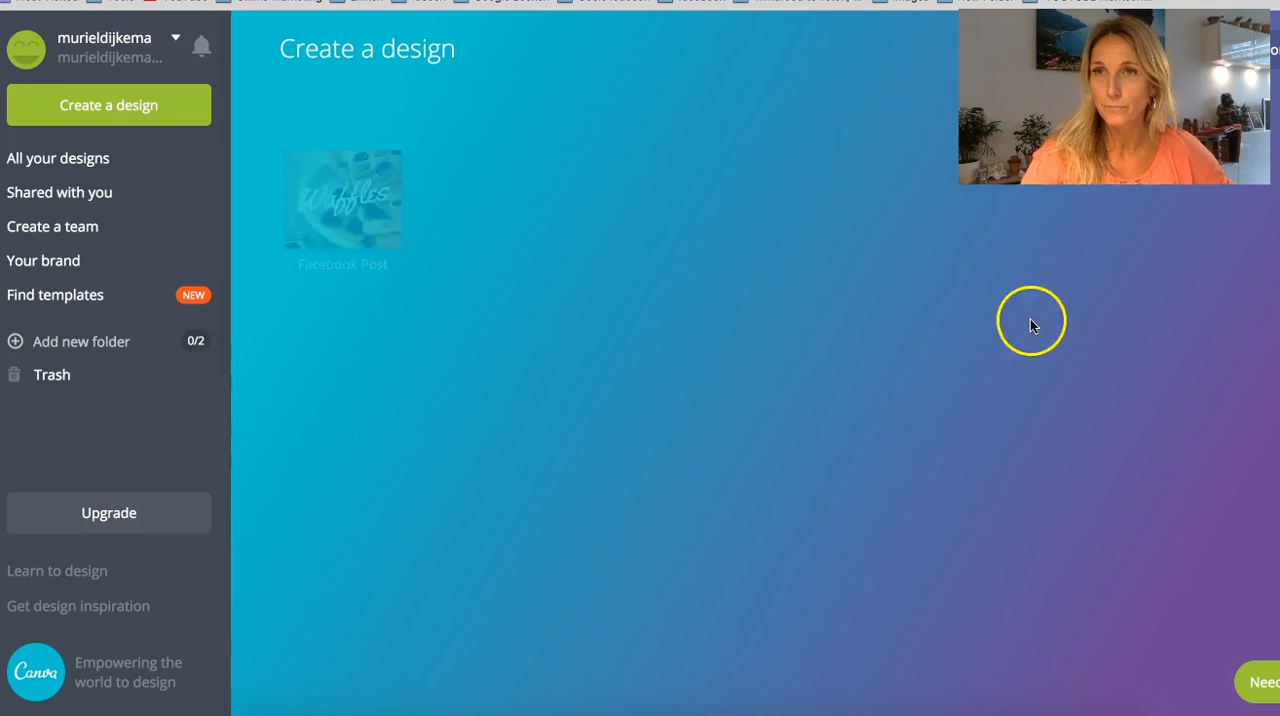 murieldijkema
murieldijkema...
Create a design
Create a design
All your designs
Shared with you
Create a team
Your brand
Find templates
NEW
Add new folder
0/2
Trash
Upgrade
Learn to design
Get design inspiration
Canva
Empowering the
world to design
Waffles
Facebook Post
Need